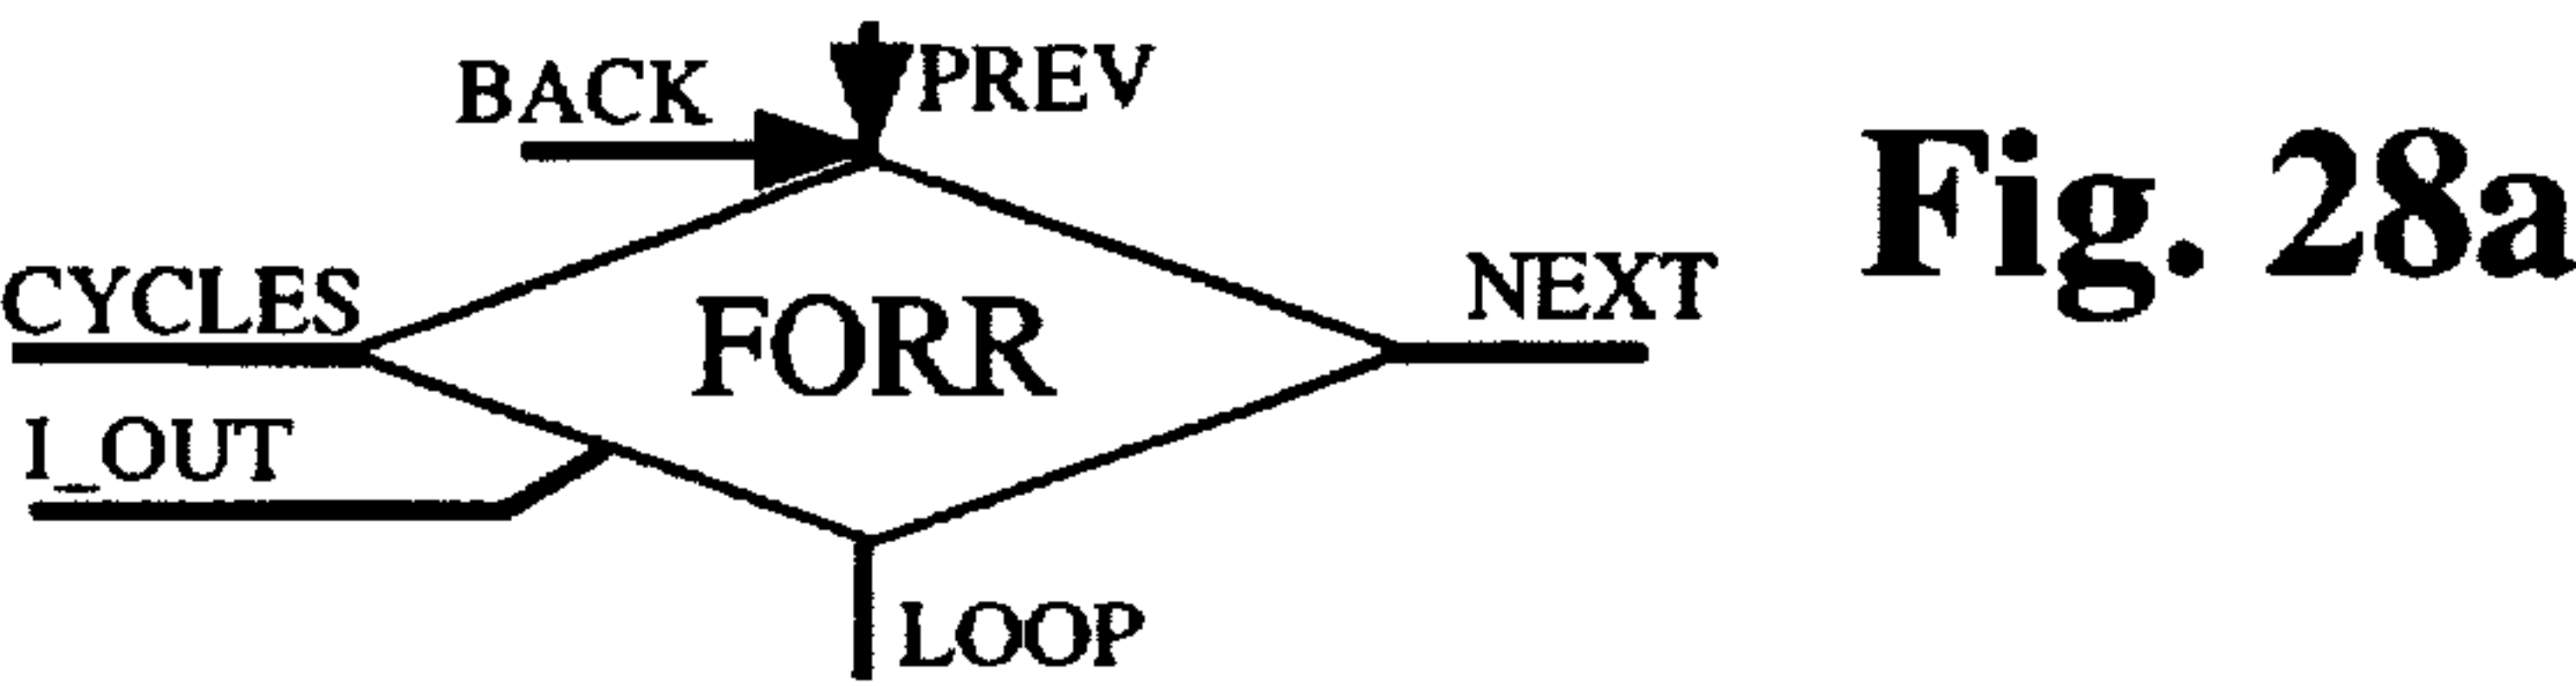 PREV
BACK
Fig. 28a
CYCLES
NEXT
FORR
I_OUT
LOOP